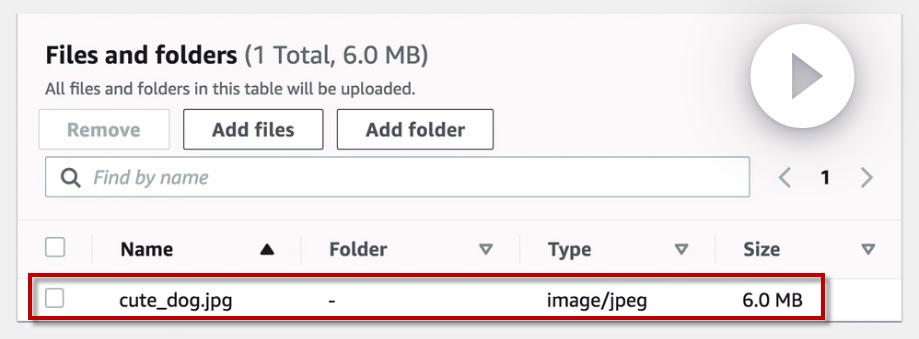 Files and folders (1 Total, 6.0 MB)
All files and folders in this table will be uploaded.
Remove Add files Add folder
Find by name 1
Name Folder Type Size
cute_dog.jpg - image/jpeg 6.0 MB